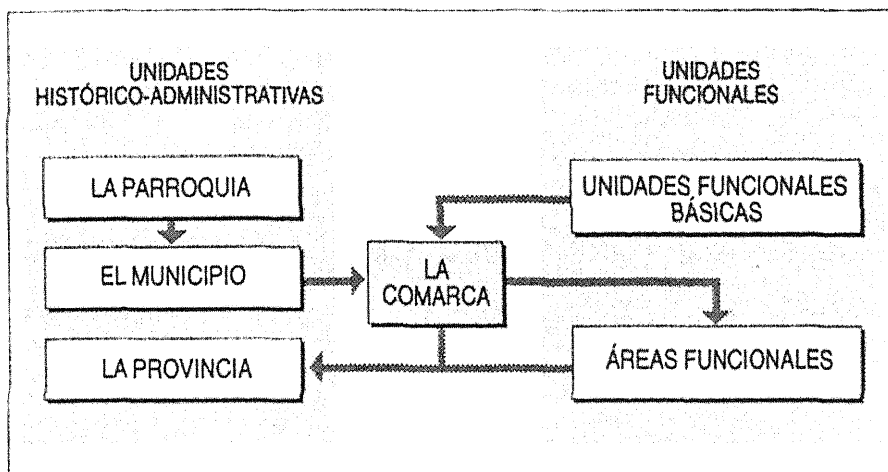 UNIDADES
HISTÓRICO-ADMINISTRATIVAS
LA PARROQUIA
EL MUNICIPIO
LA PROVINCIA
LA
COMARCA
UNIDADES
FUNCIONALES
UNIDADES FUNCIONALES
BÁSICAS
ÁREAS FUNCIONALES